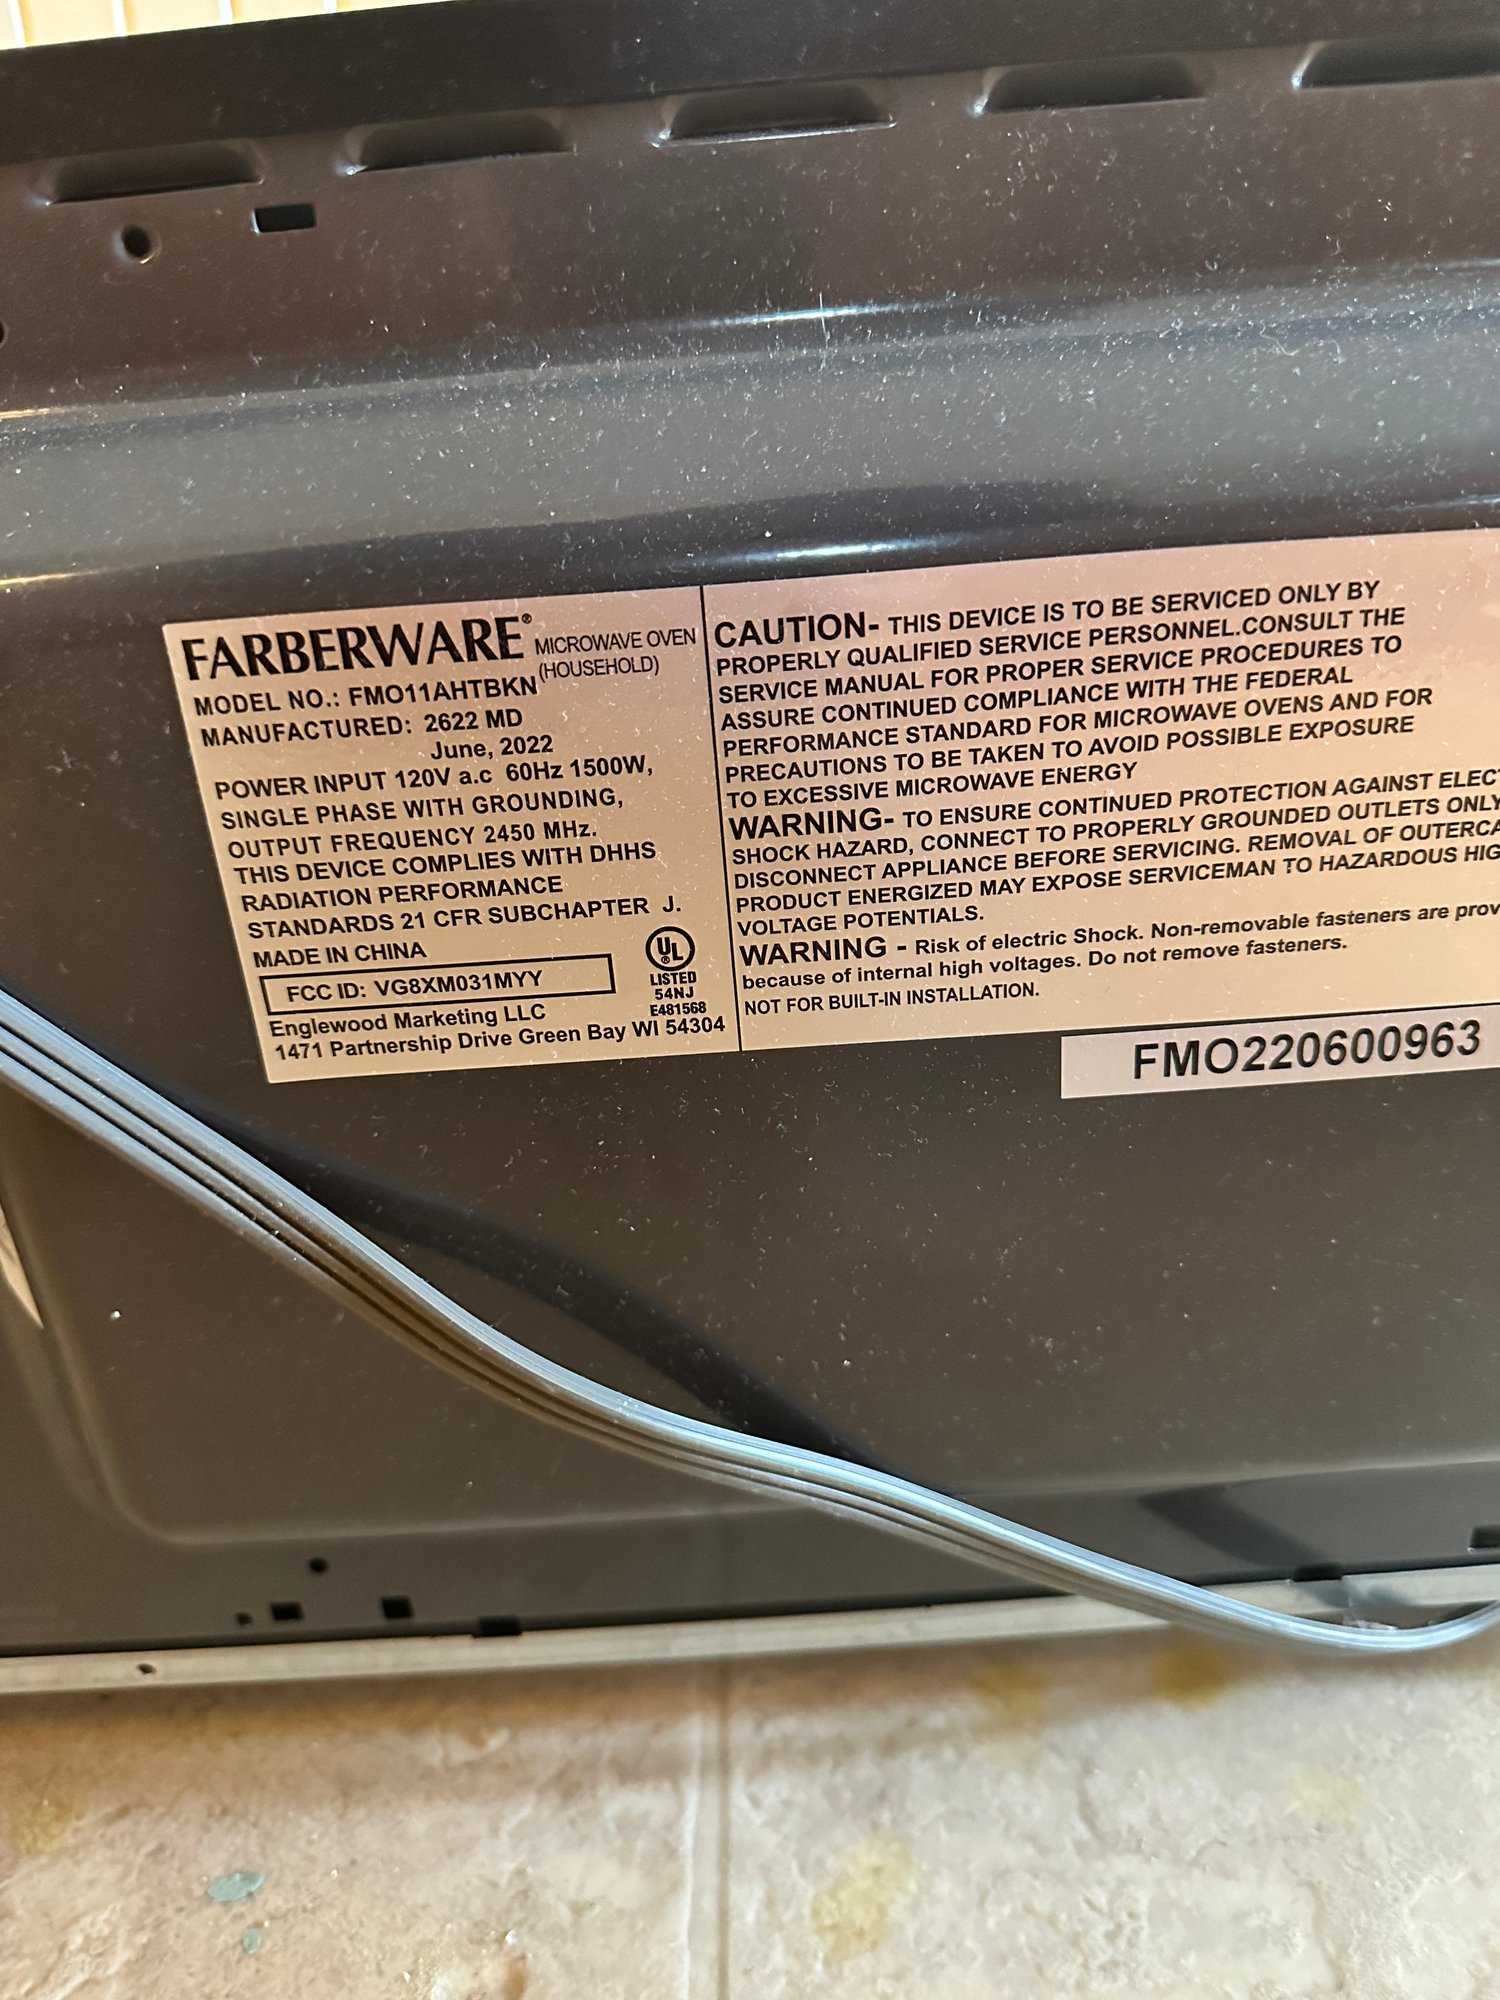 FARBERWARE® MICROWAVE OVEN
(HOUSEHOLD)
MODEL NO.: FMO11AHTBKN
MANUFACTURED: 2622 MD
June, 2022
POWER INPUT 120V a.c 60Hz 1500W,
SINGLE PHASE WITH GROUNDING,
OUTPUT FREQUENCY 2450 MHz.
THIS DEVICE COMPLIES WITH DHHS
RADIATION PERFORMANCE
STANDARDS 21 CFR SUBCHAPTER J.
MADE IN CHINA
FCC ID: VG8XM031MYY
UL
®
LISTED
54NJ
E481568
Englewood Marketing LLC
1471 Partnership Drive Green Bay WI 54304
CAUTION- THIS DEVICE IS TO BE SERVICED ONLY BY
PROPERLY QUALIFIED SERVICE PERSONNEL.CONSULT THE
SERVICE MANUAL FOR PROPER SERVICE PROCEDURES TO
ASSURE CONTINUED COMPLIANCE WITH THE FEDERAL
PERFORMANCE STANDARD FOR MICROWAVE OVENS AND FOR
PRECAUTIONS TO BE TAKEN TO AVOID POSSIBLE EXPOSURE
TO EXCESSIVE MICROWAVE ENERGY
WARNING- TO ENSURE CONTINUED PROTECTION AGAINST ELECT
SHOCK HAZARD, CONNECT TO PROPERLY GROUNDED OUTLETS ONLY
DISCONNECT APPLIANCE BEFORE SERVICING. REMOVAL OF OUTERCA
PRODUCT ENERGIZED MAY EXPOSE SERVICEMAN TO HAZARDOUS HIG
VOLTAGE POTENTIALS.
WARNING - Risk of electric Shock. Non-removable fasteners are prov
because of internal high voltages. Do not remove fasteners.
NOT FOR BUILT-IN INSTALLATION.
FMO220600963